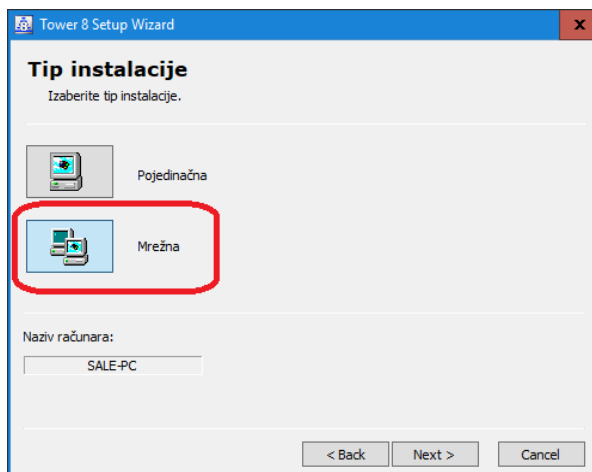 Tower 8 Setup Wizard
x
Tip instalacije
Izaberite tip instalacije.
Pojedinačna
Mrežna
Naziv računara:
SALE-PC
< Back Next > Cancel